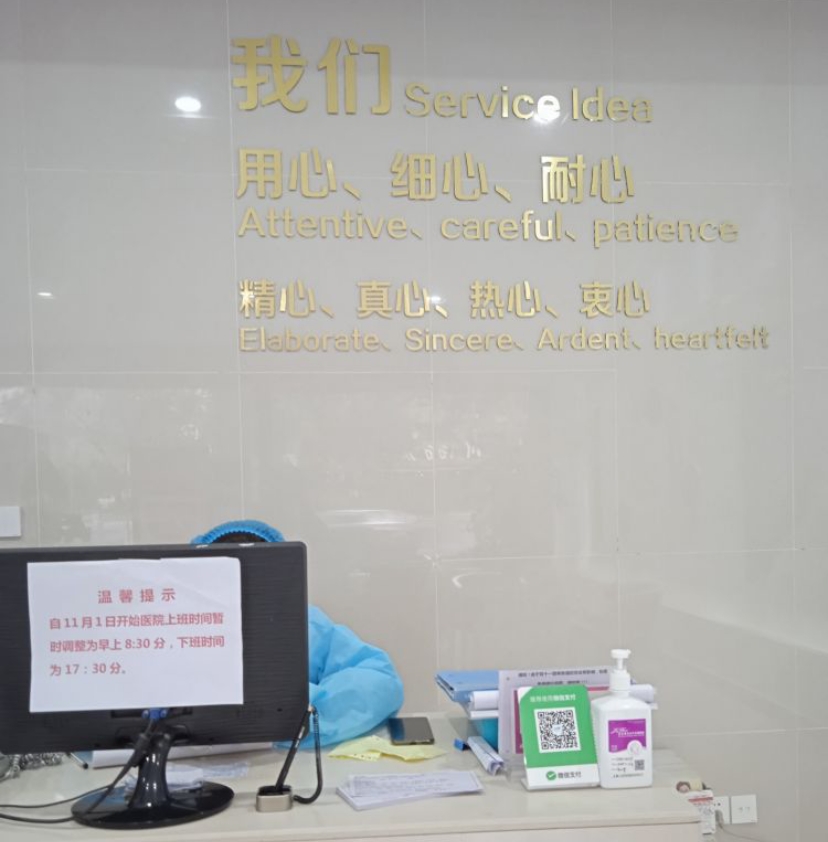 我们 Service Idea
用心、细心、耐心
Attentive、careful、patience
精心、真心、热心、衷心
Elaborate、Sincere、Ardent、heartfelt
温馨提示
自11月1日开始医院上班时间暂
时调整为早上8:30分，下班时间
为17：30分。
微信支付